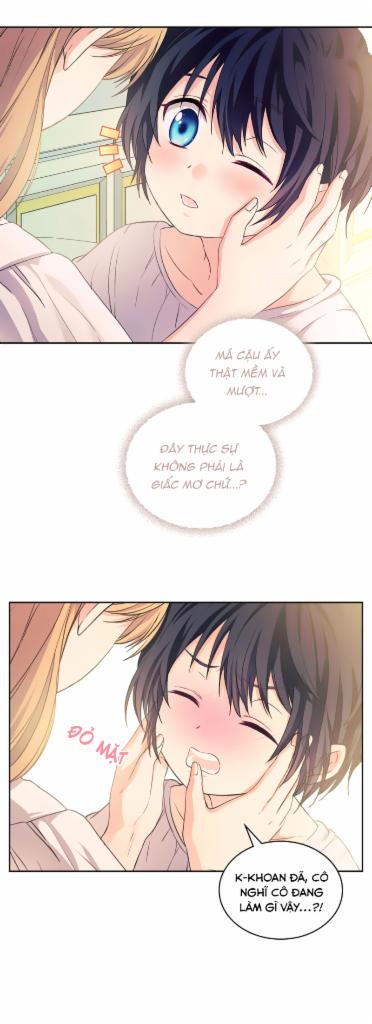 MÁ CẬU ẤY
THẬT MỀM VÀ
MƯỢT...
ĐÂY THỰC SỰ
KHÔNG PHẢI LÀ
GIẤC MƠ CHỨ...?
ĐỎ MẶT
K-KHOAN ĐÃ, CÔ
NGHĨ CÔ ĐANG
LÀM GÌ VẬY...?!